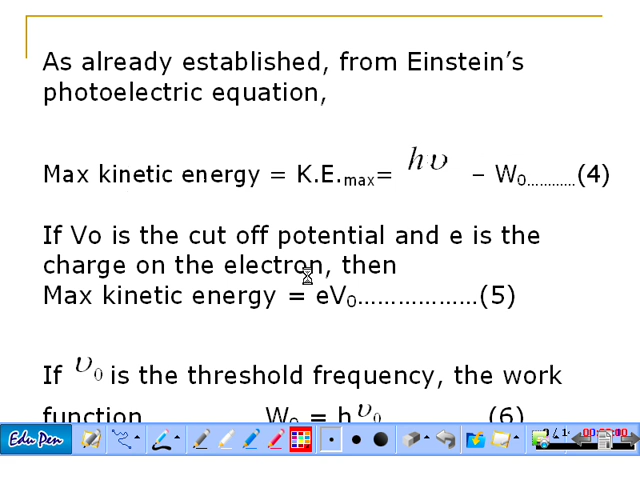 As already established, from Einstein’s
photoelectric equation,
Max kinetic energy = K.E.max= hυ – W0…………(4)
If Vo is the cut off potential and e is the
charge on the electron, then
Max kinetic energy = eV0………………(5)
If υ0 is the threshold frequency, the work
function W0 = hυ0 (6)
Edu Pen